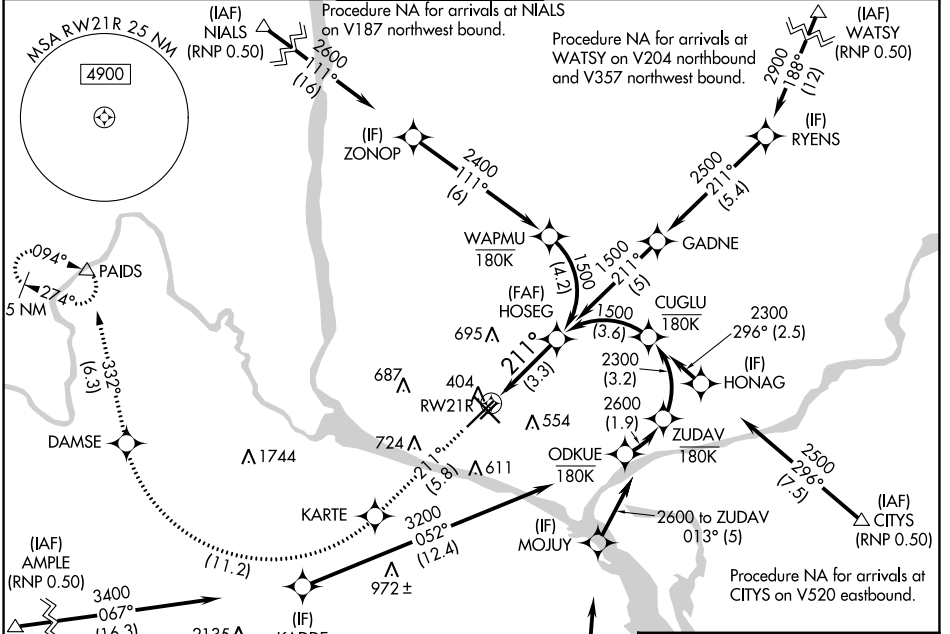 (IAF)
NIALS
(RNP 0.50)
Procedure NA for arrivals at NIALS
on V187 northwest bound.
Procedure NA for arrivals at
WATSY on V204 northbound
and V357 northwest bound.
(IAF)
WATSY
(RNP 0.50)
MSA RW21R 25 NM
4900
2600
111°
(16)
2900
188°
(12)
(IF)
ZONOP
(IF)
RYENS
2400
111°
(6)
2500
211°
(5.4)
WAPMU
180K
GADNE
1500
(4.2)
1500
211°
(5)
094°
274°
PAIDS
5 NM
(FAF)
HOSEG
CUGLU
180K
1500
(3.6)
2300
296° (2.5)
695
211°
(3.3)
2300
(3.2)
(IF)
HONAG
332°
(6.3)
687
404
RW21R
554
2600
(1.9)
ZUDAV
180K
DAMSE
724
1744
611
ODKUE
180K
211°
(5.8)
2500
296°
(7.5)
KARTE
3200
052°
(12.4)
(IF)
MOJUY
2600 to ZUDAV
013° (5)
(IAF)
CITYS
(RNP 0.50)
(11.2)
(IAF)
AMPLE
(RNP 0.50)
972 ±
Procedure NA for arrivals at
CITYS on V520 eastbound.
3400
067°
(16.3)
(IF)
2135